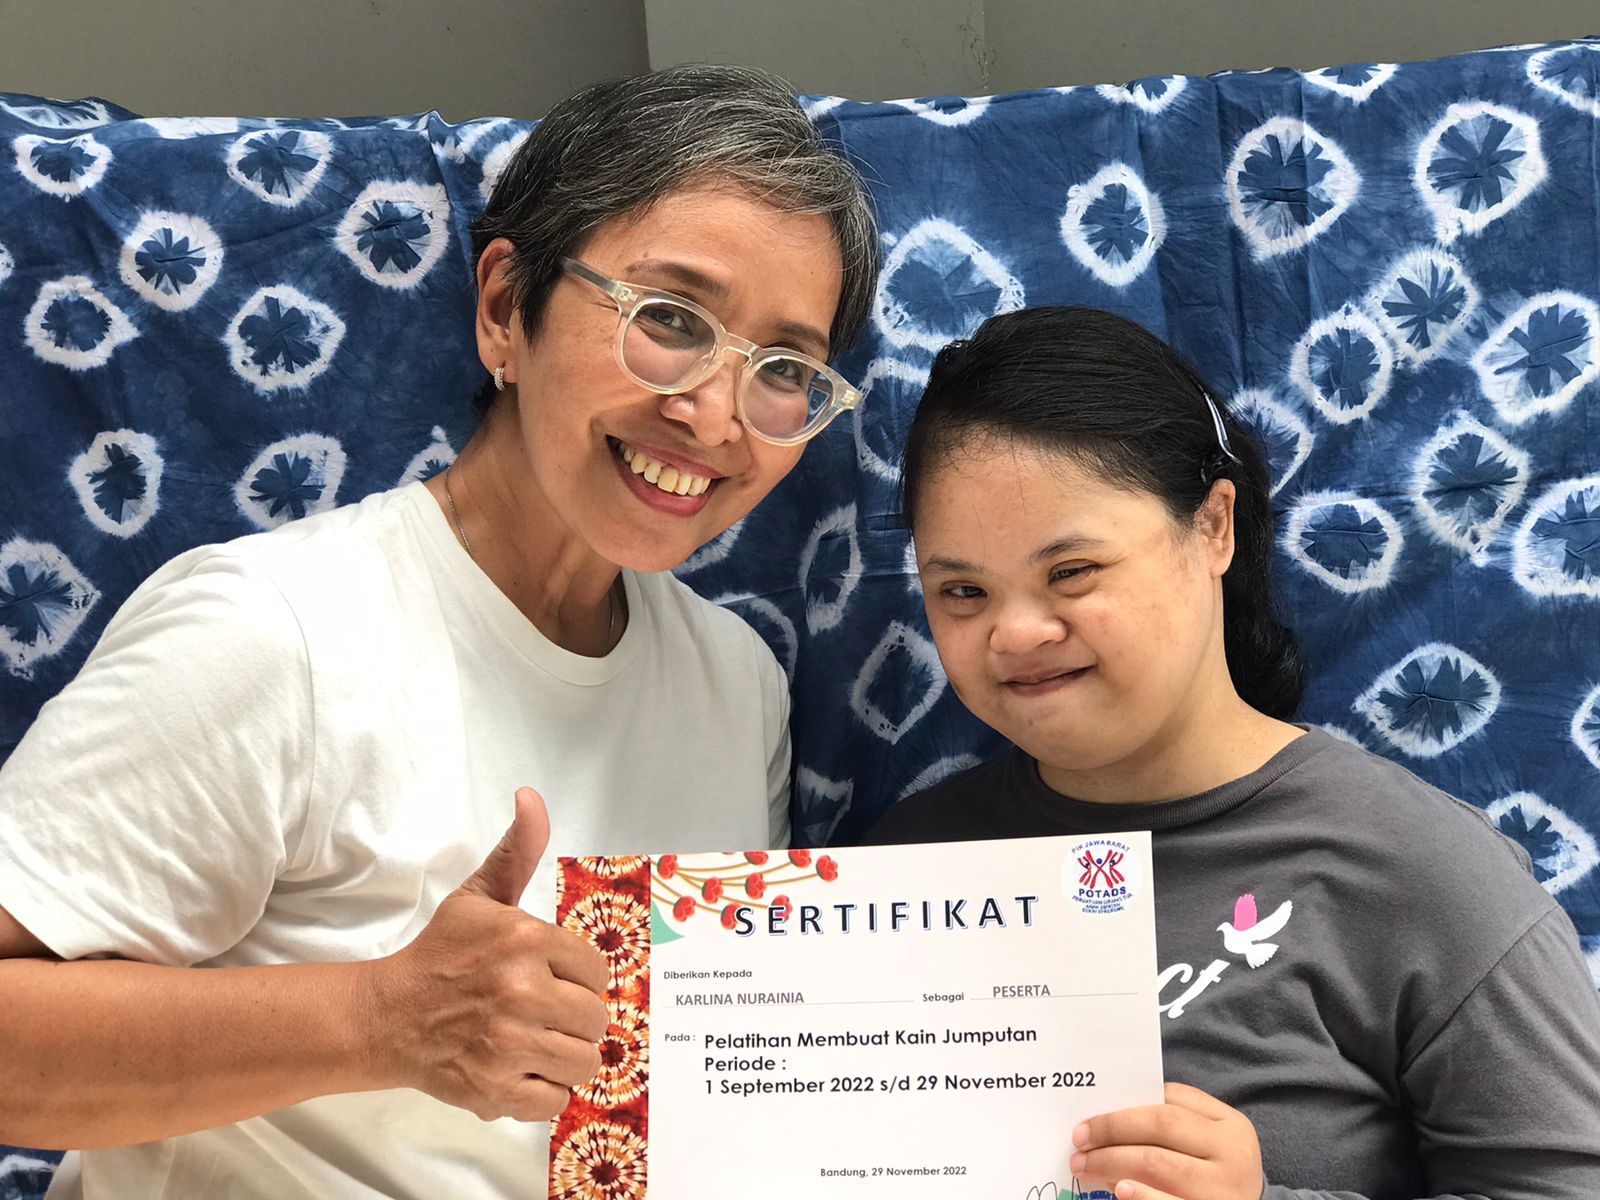 PIK JAWA BARAT
POTADS
PERSATUAN ORANG TUA
ANAK DENGAN
DOWN SYNDROME
SERTIFIKAT
Diberikan Kepada
KARLINA NURAINIA Sebagai PESERTA
Pada : Pelatihan Membuat Kain Jumputan
Periode :
1 September 2022 s/d 29 November 2022
Bandung, 29 November 2022